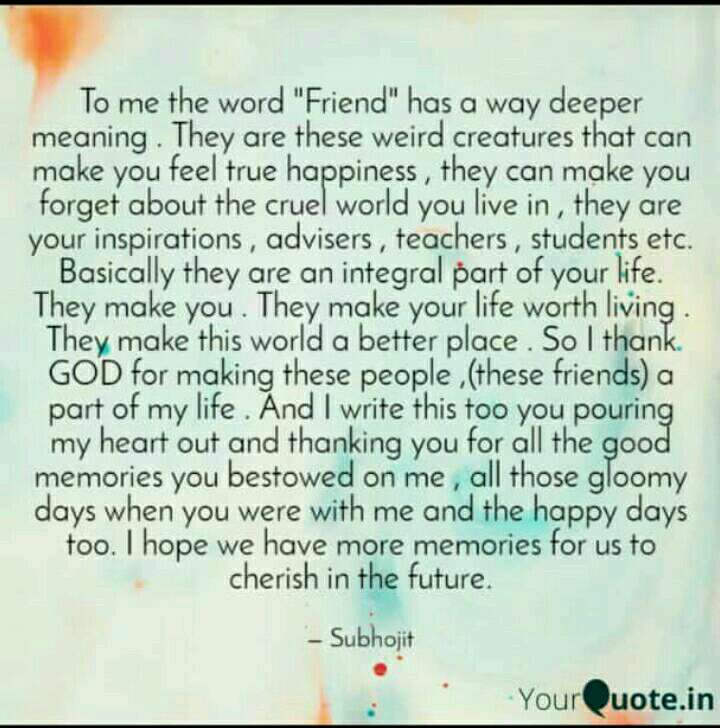 To me the word "Friend" has a way deeper
meaning . They are these weird creatures that can
make you feel true happiness , they can make you
forget about the cruel world you live in , they are
your inspirations , advisers , teachers , students etc.
Basically they are an integral part of your life.
They make you . They make your life worth living .
They make this world a better place . So I thank
GOD for making these people ,(these friends) a
part of my life . And I write this too you pouring
my heart out and thanking you for all the good
memories you bestowed on me , all those gloomy
days when you were with me and the happy days
too. I hope we have more memories for us to
cherish in the future.
– Subhojit
YourQuote.in